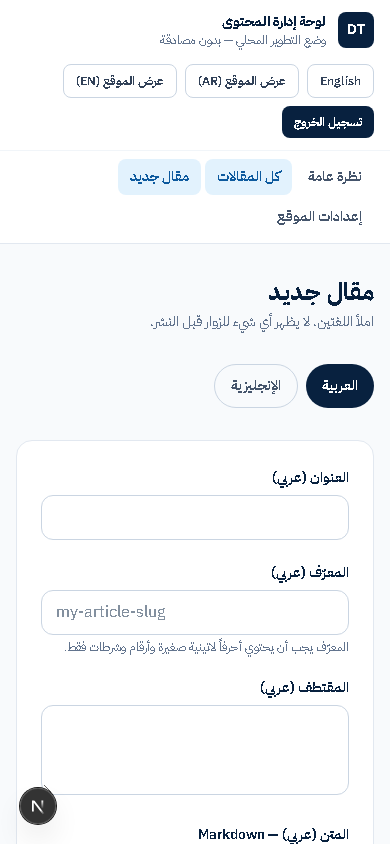 DT
لوحة إدارة المحتوى
وضع التطوير المحلي — بدون مصادقة
English
عرض الموقع (AR)
عرض الموقع (EN)
تسجيل الخروج
نظرة عامة
كل المقالات
مقال جديد
إعدادات الموقع
مقال جديد
املأ اللغتين. لا يظهر أي شيء للزوار قبل النشر.
العربية
الإنجليزية
العنوان (عربي)
المعرّف (عربي)
my-article-slug
المعرّف يجب أن يحتوي أحرفاً لاتينية صغيرة وأرقام وشرطات فقط.
المقتطف (عربي)
N
المتن (عربي) — Markdown